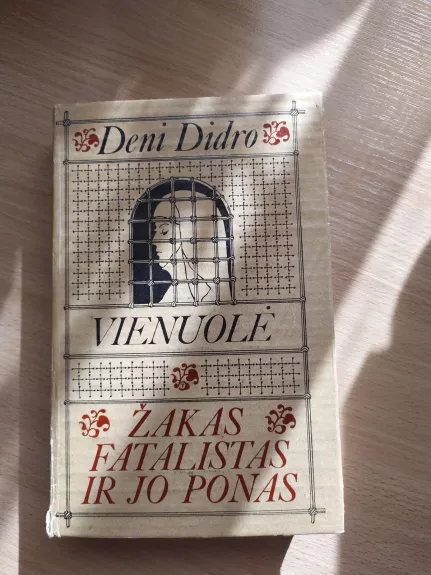 Deni Didro
VIENUOLĖ
ŽAKAS
FATALISTAS
IR JO PONAS